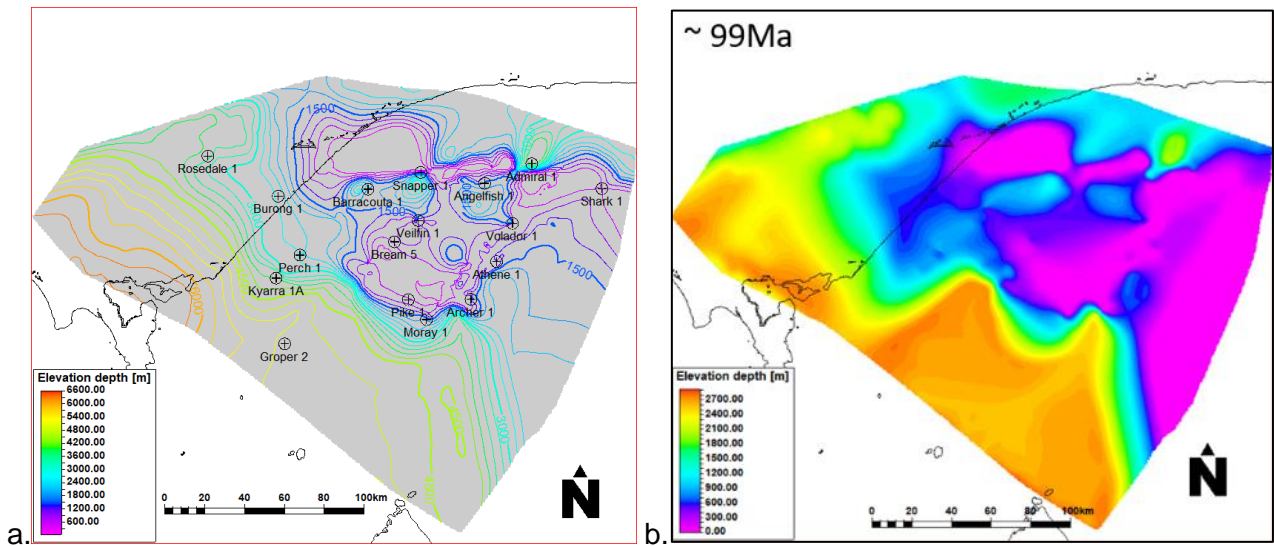 1500
Rosedale 1
Snapper 1
Admiral 1
Barracouta 1
Angelfish 1
Shark 1
Burong 1
1500
Veilfin 1
Volador 1
Bream 5
Perch 1
Athene 1
1500
Kyarra 1A
Pike 1
Archer 1
Moray 1
Groper 2
3000
Elevation depth [m]
6600.00
6000.00
5400.00
4800.00
4200.00
3600.00
3000.00
2400.00
1800.00
1200.00
600.00
0 20 40 60 80 100km
N
a.
~ 99Ma
Elevation depth [m]
2700.00
2400.00
2100.00
1800.00
1500.00
1200.00
900.00
600.00
300.00
0.00
0 20 40 60 80 100km
N
b.